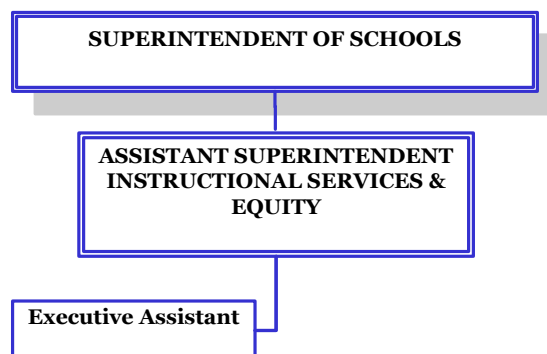 SUPERINTENDENT OF SCHOOLS
ASSISTANT SUPERINTENDENT
INSTRUCTIONAL SERVICES &
EQUITY
Executive Assistant